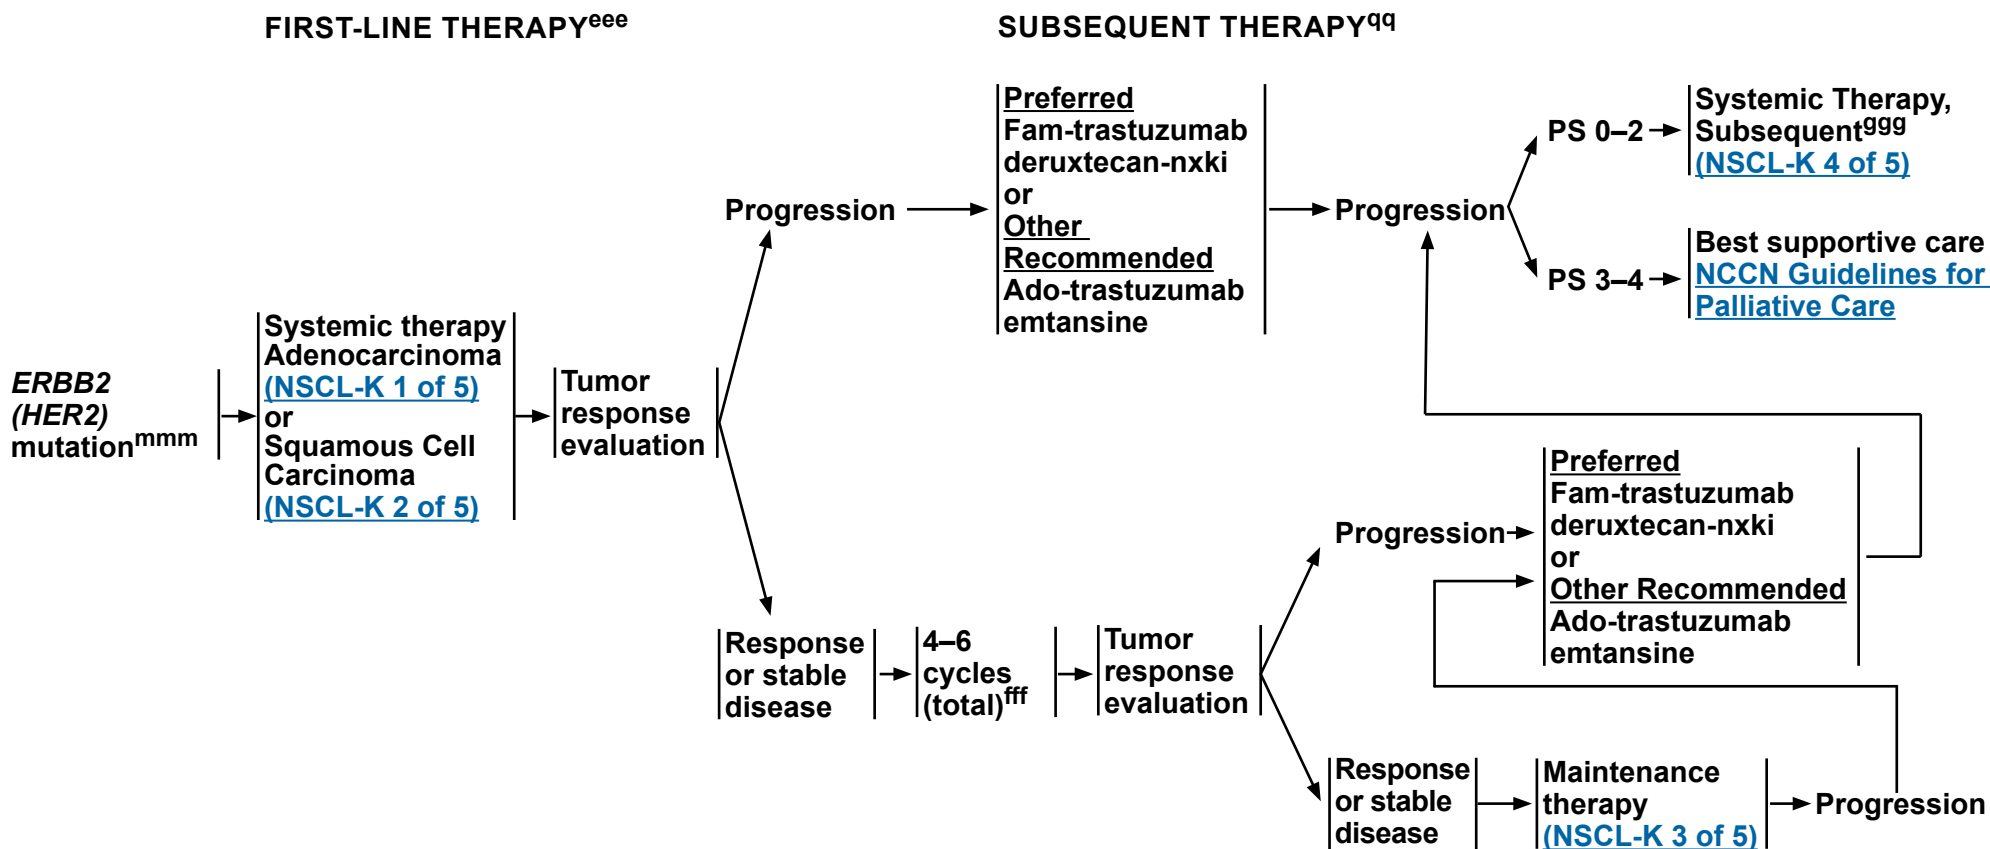 FIRST-LINE THERAPYeee
SUBSEQUENT THERAPYqq
ERBB2
(HER2)
mutationmmm
Systemic therapy
Adenocarcinoma
(NSCL-K 1 of 5)
or
Squamous Cell
Carcinoma
(NSCL-K 2 of 5)
Tumor
response
evaluation
Progression
Preferred
Fam-trastuzumab
deruxtecan-nxki
or
Other
Recommended
Ado-trastuzumab
emtansine
Progression
PS 0–2
Systemic Therapy,
Subsequentggg
(NSCL-K 4 of 5)
PS 3–4
Best supportive care
NCCN Guidelines for
Palliative Care
Response
or stable
disease
4–6
cycles
(total)fff
Tumor
response
evaluation
Progression
Preferred
Fam-trastuzumab
deruxtecan-nxki
or
Other Recommended
Ado-trastuzumab
emtansine
Response
or stable
disease
Maintenance
therapy
(NSCL-K 3 of 5)
Progression